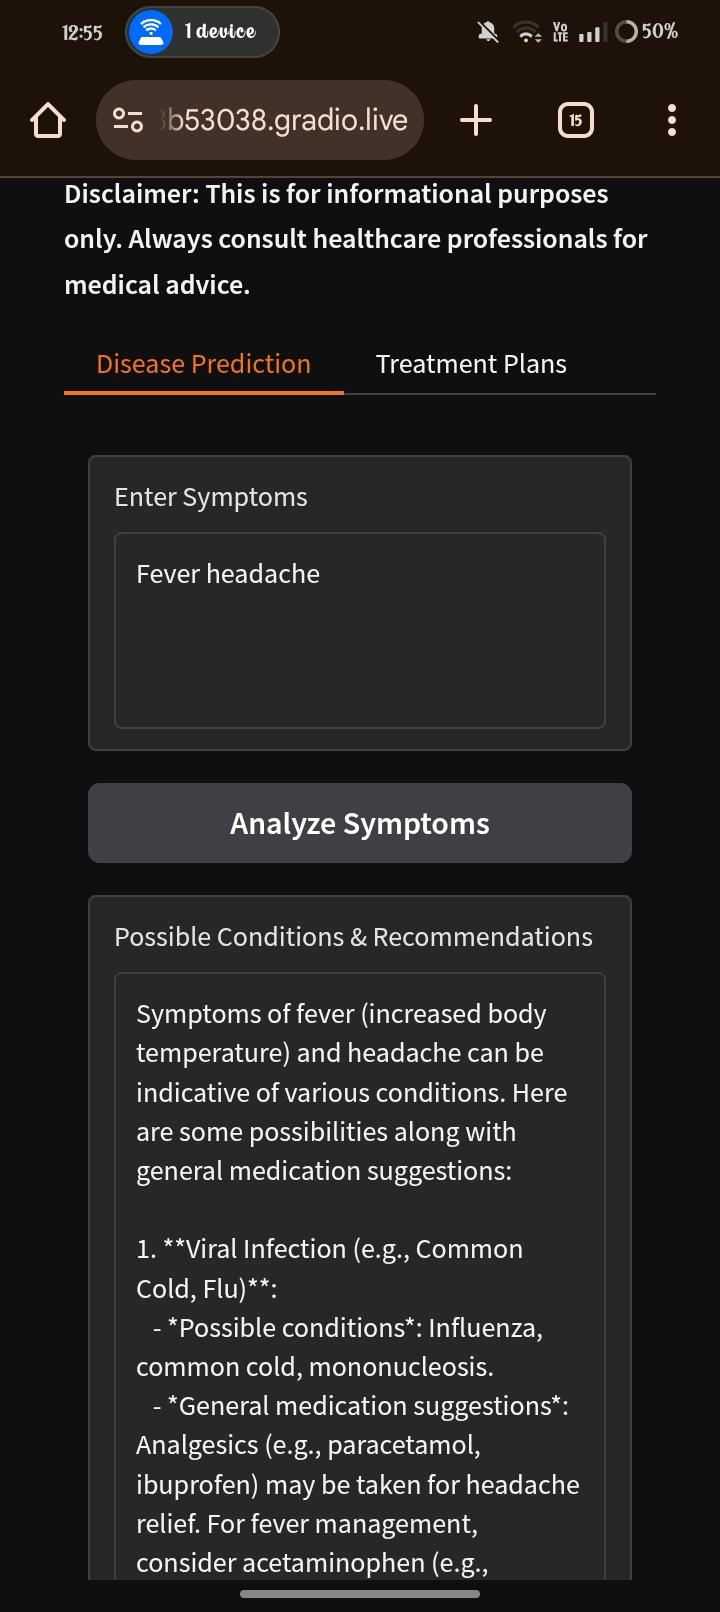 12:55
1 device
Vo LTE
50%
b53038.gradio.live
15
Disclaimer: This is for informational purposes
only. Always consult healthcare professionals for
medical advice.
Disease Prediction
Treatment Plans
Enter Symptoms
Fever headache
Analyze Symptoms
Possible Conditions & Recommendations
Symptoms of fever (increased body
temperature) and headache can be
indicative of various conditions. Here
are some possibilities along with
general medication suggestions:
1. **Viral Infection (e.g., Common
Cold, Flu)**:
- *Possible conditions*: Influenza,
common cold, mononucleosis.
- *General medication suggestions*:
Analgesics (e.g., paracetamol,
ibuprofen) may be taken for headache
relief. For fever management,
consider acetaminophen (e.g.,